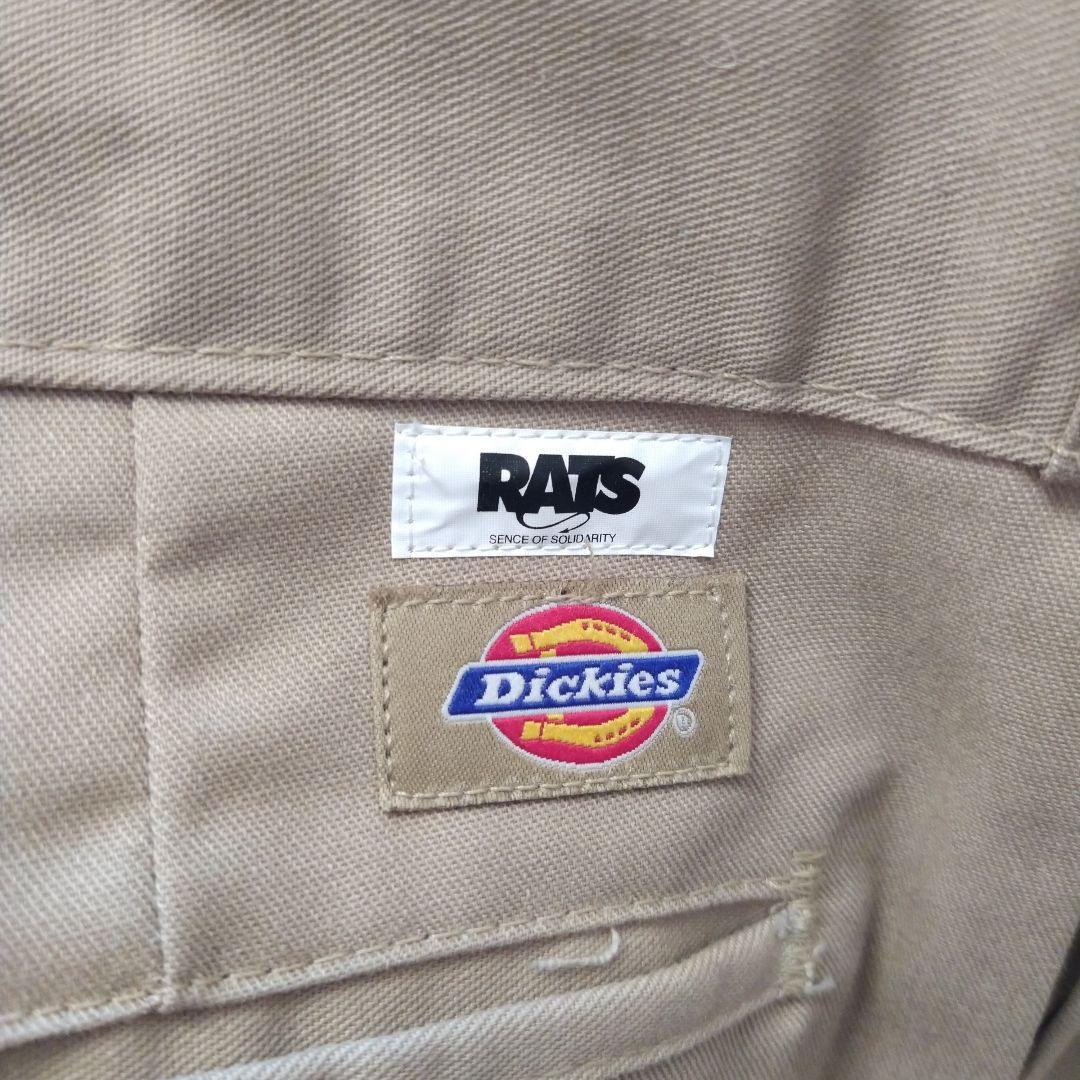 RATS
SENCE OF SOLIDARITY
Dickies
®